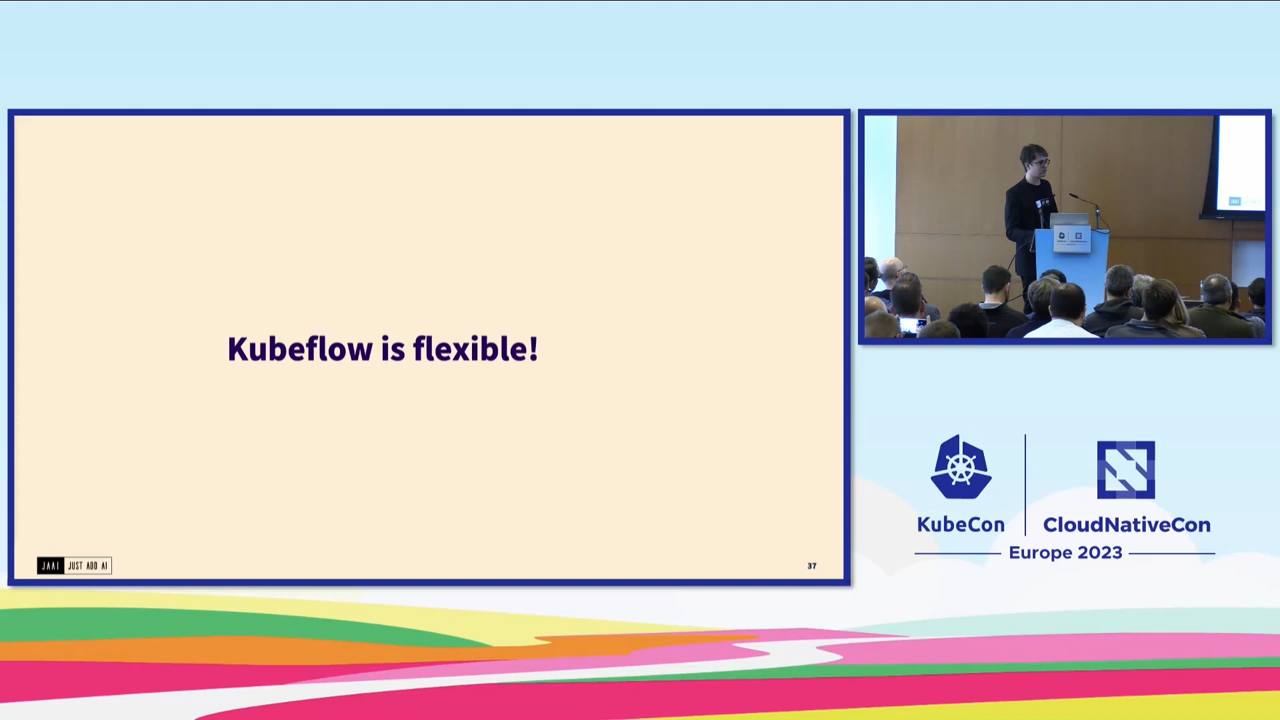 Kubeflow is flexible!
JAAI JUST ADD AI
37
KubeCon
CloudNativeCon
Europe 2023